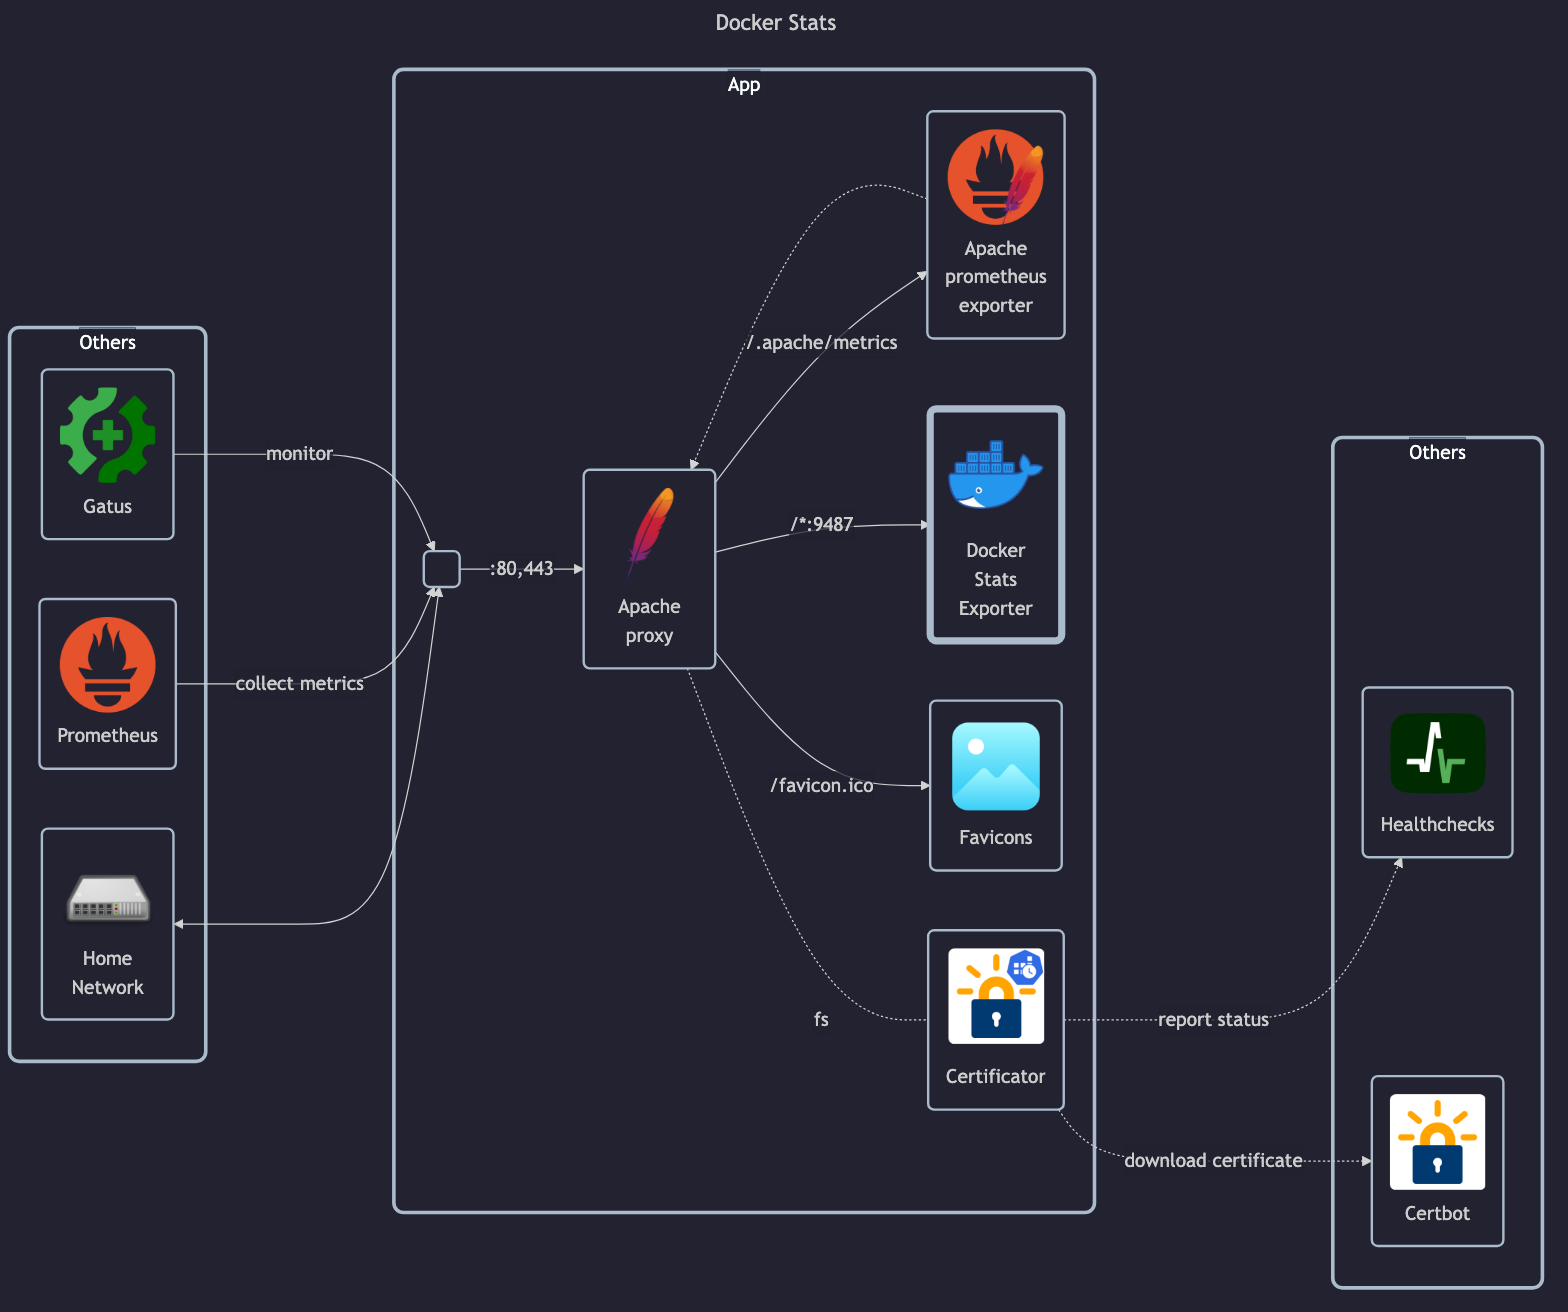 Docker Stats
App
Apache
prometheus
exporter
Others
/.apache/metrics
Gatus
monitor
:80,443
Apache
proxy
/*:9487
Docker
Stats
Exporter
Prometheus
collect metrics
/favicon.ico
Favicons
Home
Network
fs
Certificator
Others
Healthchecks
report status
download certificate
Certbot